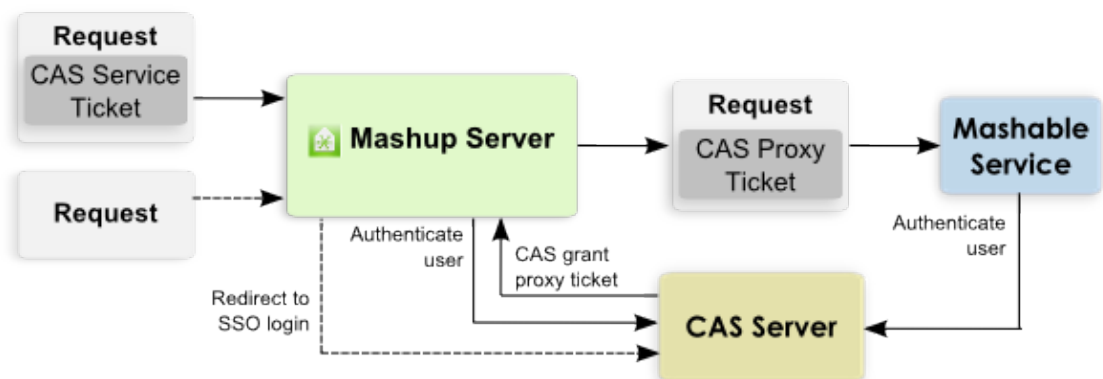 Request
CAS Service
Ticket
Mashup Server
Request
CAS Proxy
Ticket
Mashable
Service
Request
Authenticate
user
CAS grant
proxy ticket
Authenticate
user
Redirect to
SSO login
CAS Server